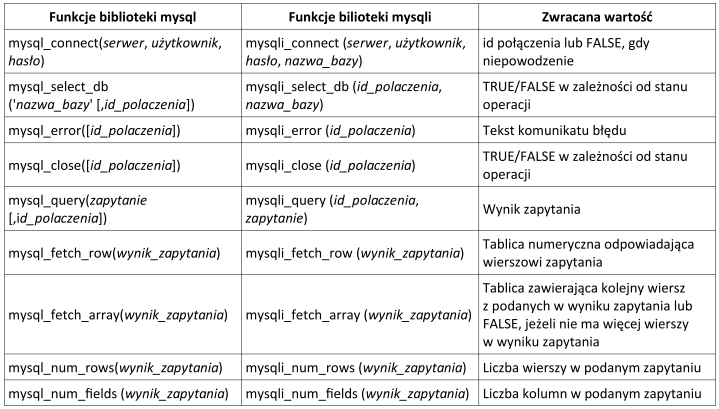 Funkcje biblioteki mysql
Funkcje bilioteki mysqli
Zwracana wartość
mysql_connect(serwer, użytkownik,
hasło)
mysqli_connect (serwer, użytkownik,
hasło, nazwa_bazy)
id połączenia lub FALSE, gdy
niepowodzenie
mysql_select_db
('nazwa_bazy' [,id_polaczenia])
mysqli_select_db (id_polaczenia,
nazwa_bazy)
TRUE/FALSE w zależności od stanu
operacji
mysql_error([id_polaczenia])
mysqli_error (id_polaczenia)
Tekst komunikatu błędu
mysql_close([id_polaczenia])
mysqli_close (id_polaczenia)
TRUE/FALSE w zależności od stanu
operacji
mysql_query(zapytanie
[,id_polaczenia])
mysqli_query (id_polaczenia,
zapytanie)
Wynik zapytania
mysql_fetch_row(wynik_zapytania)
mysqli_fetch_row (wynik_zapytania)
Tablica numeryczna odpowiadająca
wierszowi zapytania
mysql_fetch_array(wynik_zapytania)
mysqli_fetch_array (wynik_zapytania)
Tablica zawierająca kolejny wiersz
z podanych w wyniku zapytania lub
FALSE, jeżeli nie ma więcej wierszy
w wyniku zapytania
mysql_num_rows(wynik_zapytania)
mysqli_num_rows (wynik_zapytania)
Liczba wierszy w podanym zapytaniu
mysql_num_fields (wynik_zapytania)
mysqli_num_fields (wynik_zapytania)
Liczba kolumn w podanym zapytaniu